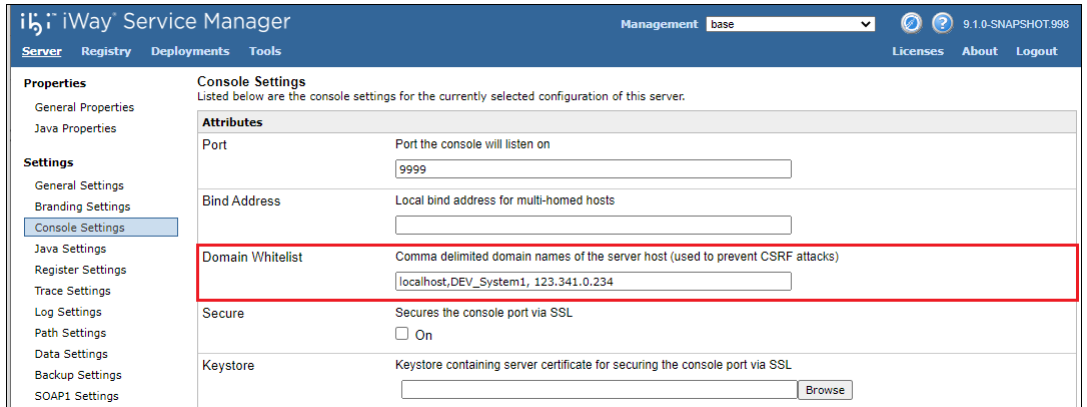 ibi iWay Service Manager
Management base
9.1.0-SNAPSHOT.998
Server Registry Deployments Tools
Licenses About Logout
Properties
General Properties
Java Properties
Settings
General Settings
Branding Settings
Console Settings
Java Settings
Register Settings
Trace Settings
Log Settings
Path Settings
Data Settings
Backup Settings
SOAP1 Settings
Console Settings
Listed below are the console settings for the currently selected configuration of this server.
Attributes
Port
Port the console will listen on
9999
Bind Address
Local bind address for multi-homed hosts
Domain Whitelist
Comma delimited domain names of the server host (used to prevent CSRF attacks)
localhost,DEV_System1, 123.341.0.234
Secure
Secures the console port via SSL
On
Keystore
Keystore containing server certificate for securing the console port via SSL
Browse